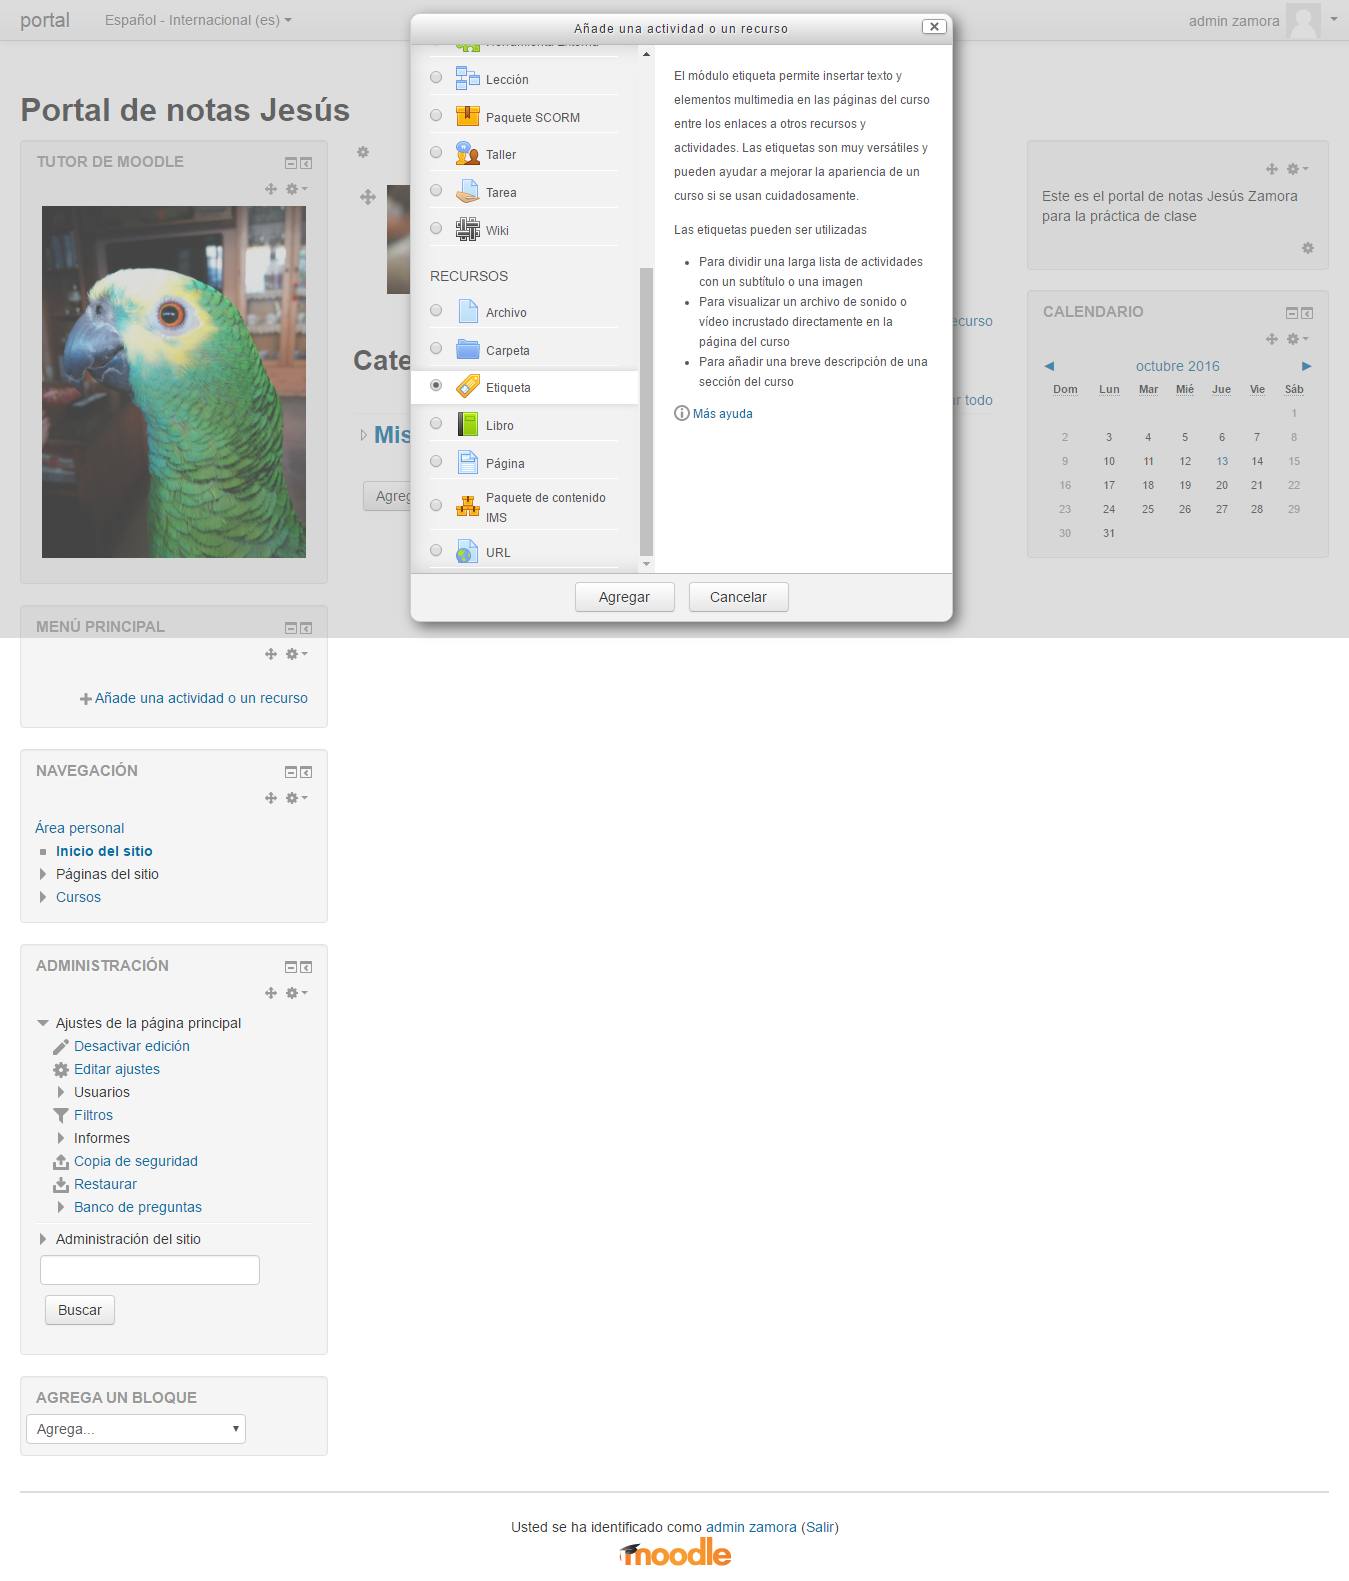 portal
Español - Internacional (es)
admin zamora
Portal de notas Jesús
TUTOR DE MOODLE
MENÚ PRINCIPAL
Añade una actividad o un recurso
NAVEGACIÓN
Área personal
Inicio del sitio
Páginas del sitio
Cursos
ADMINISTRACIÓN
Ajustes de la página principal
Desactivar edición
Editar ajustes
Usuarios
Filtros
Informes
Copia de seguridad
Restaurar
Banco de preguntas
Administración del sitio
Buscar
AGREGA UN BLOQUE
Agrega...
Cate
Mis
Agreg
Añade una actividad o un recurso
Herramienta Externa
Lección
Paquete SCORM
Taller
Tarea
Wiki
RECURSOS
Archivo
Carpeta
Etiqueta
Libro
Página
Paquete de contenido
IMS
URL
El módulo etiqueta permite insertar texto y
elementos multimedia en las páginas del curso
entre los enlaces a otros recursos y
actividades. Las etiquetas son muy versátiles y
pueden ayudar a mejorar la apariencia de un
curso si se usan cuidadosamente.
Las etiquetas pueden ser utilizadas
• Para dividir una larga lista de actividades
con un subtítulo o una imagen
• Para visualizar un archivo de sonido o
vídeo incrustado directamente en la
página del curso
• Para añadir una breve descripción de una
sección del curso
Más ayuda
Agregar
Cancelar
ecurso
ar todo
Este es el portal de notas Jesús Zamora
para la práctica de clase
CALENDARIO
◄ octubre 2016 ►
Dom Lun Mar Mié Jue Vie Sáb
1
2 3 4 5 6 7 8
9 10 11 12 13 14 15
16 17 18 19 20 21 22
23 24 25 26 27 28 29
30 31
Usted se ha identificado como admin zamora (Salir)
moodle